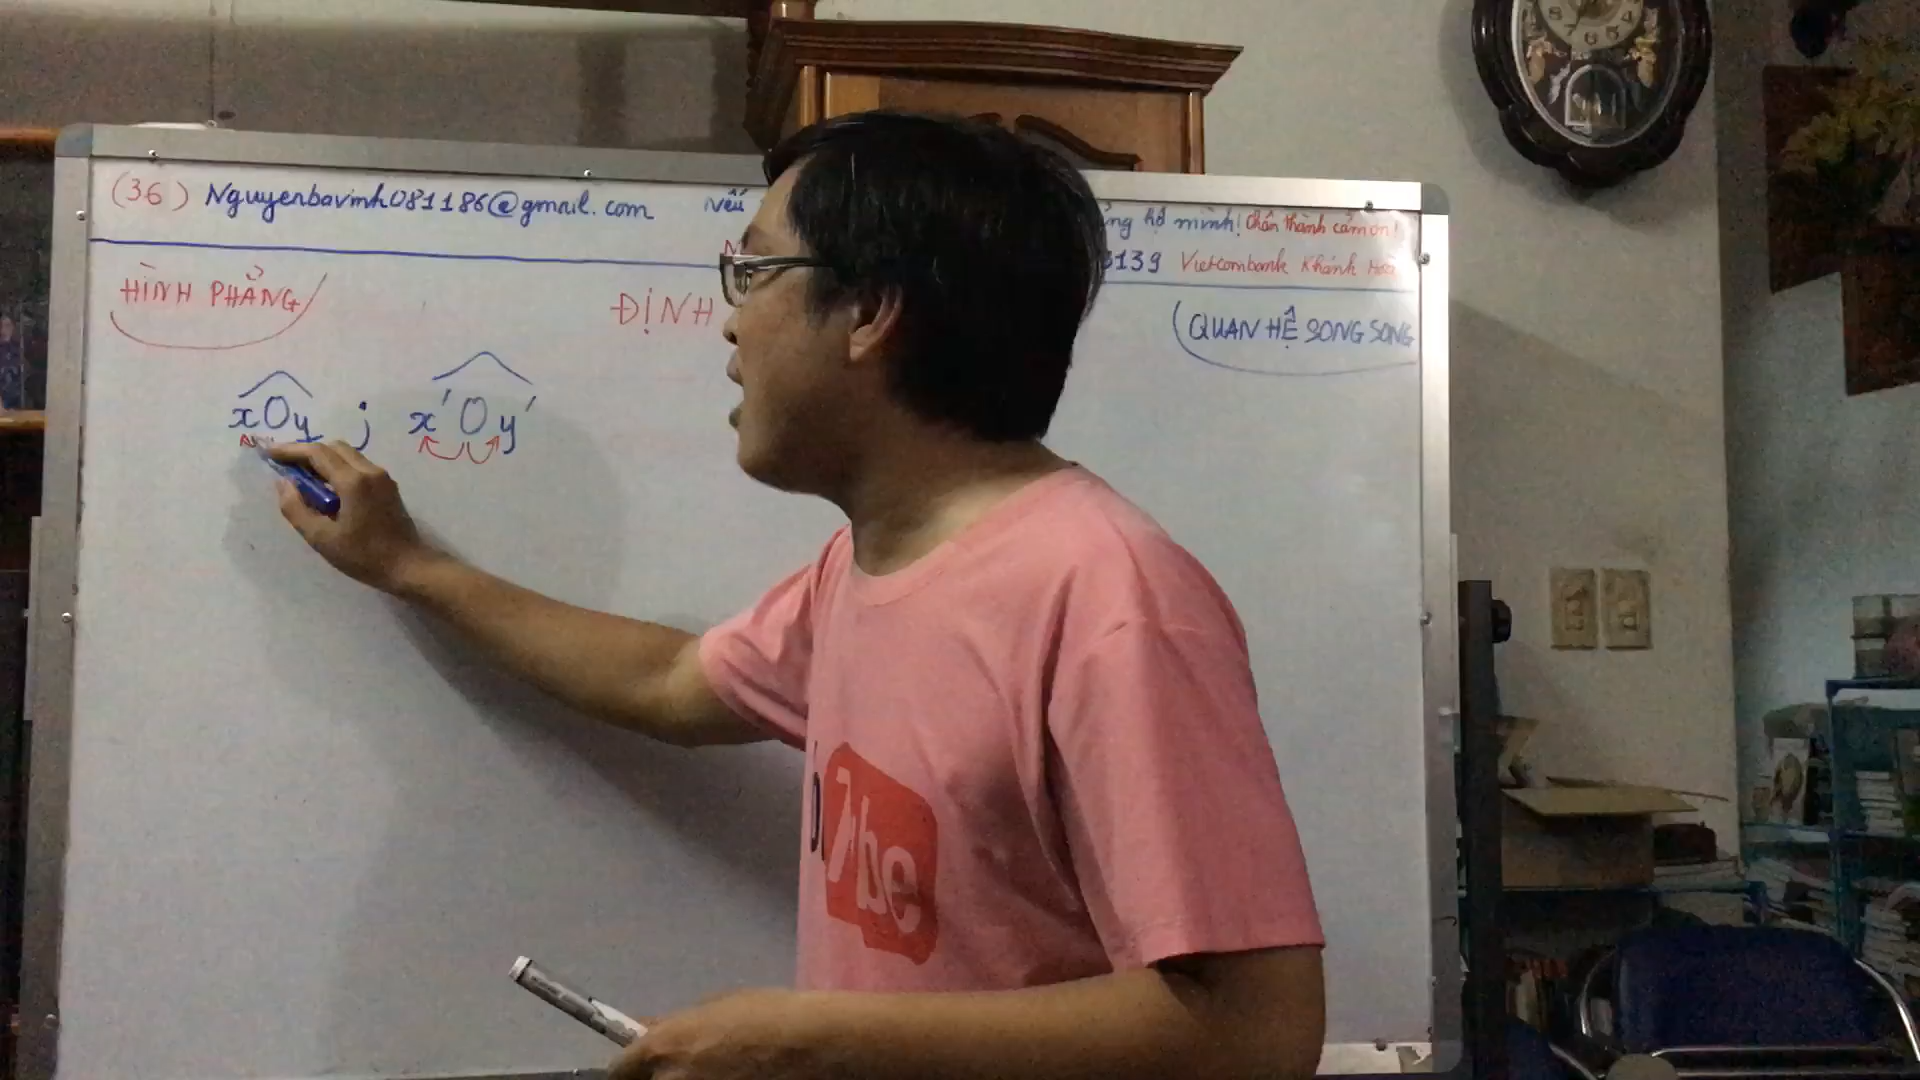 (36) Nguyenbavinh081186@gmail.com Nếu
ủng hộ mình! Chân thành cảm ơn!
3139 Vietcombank Khánh Hoà
HÌNH PHẲNG
ĐỊNH
QUAN HỆ SONG SONG
xOy ; x'Oy'
be